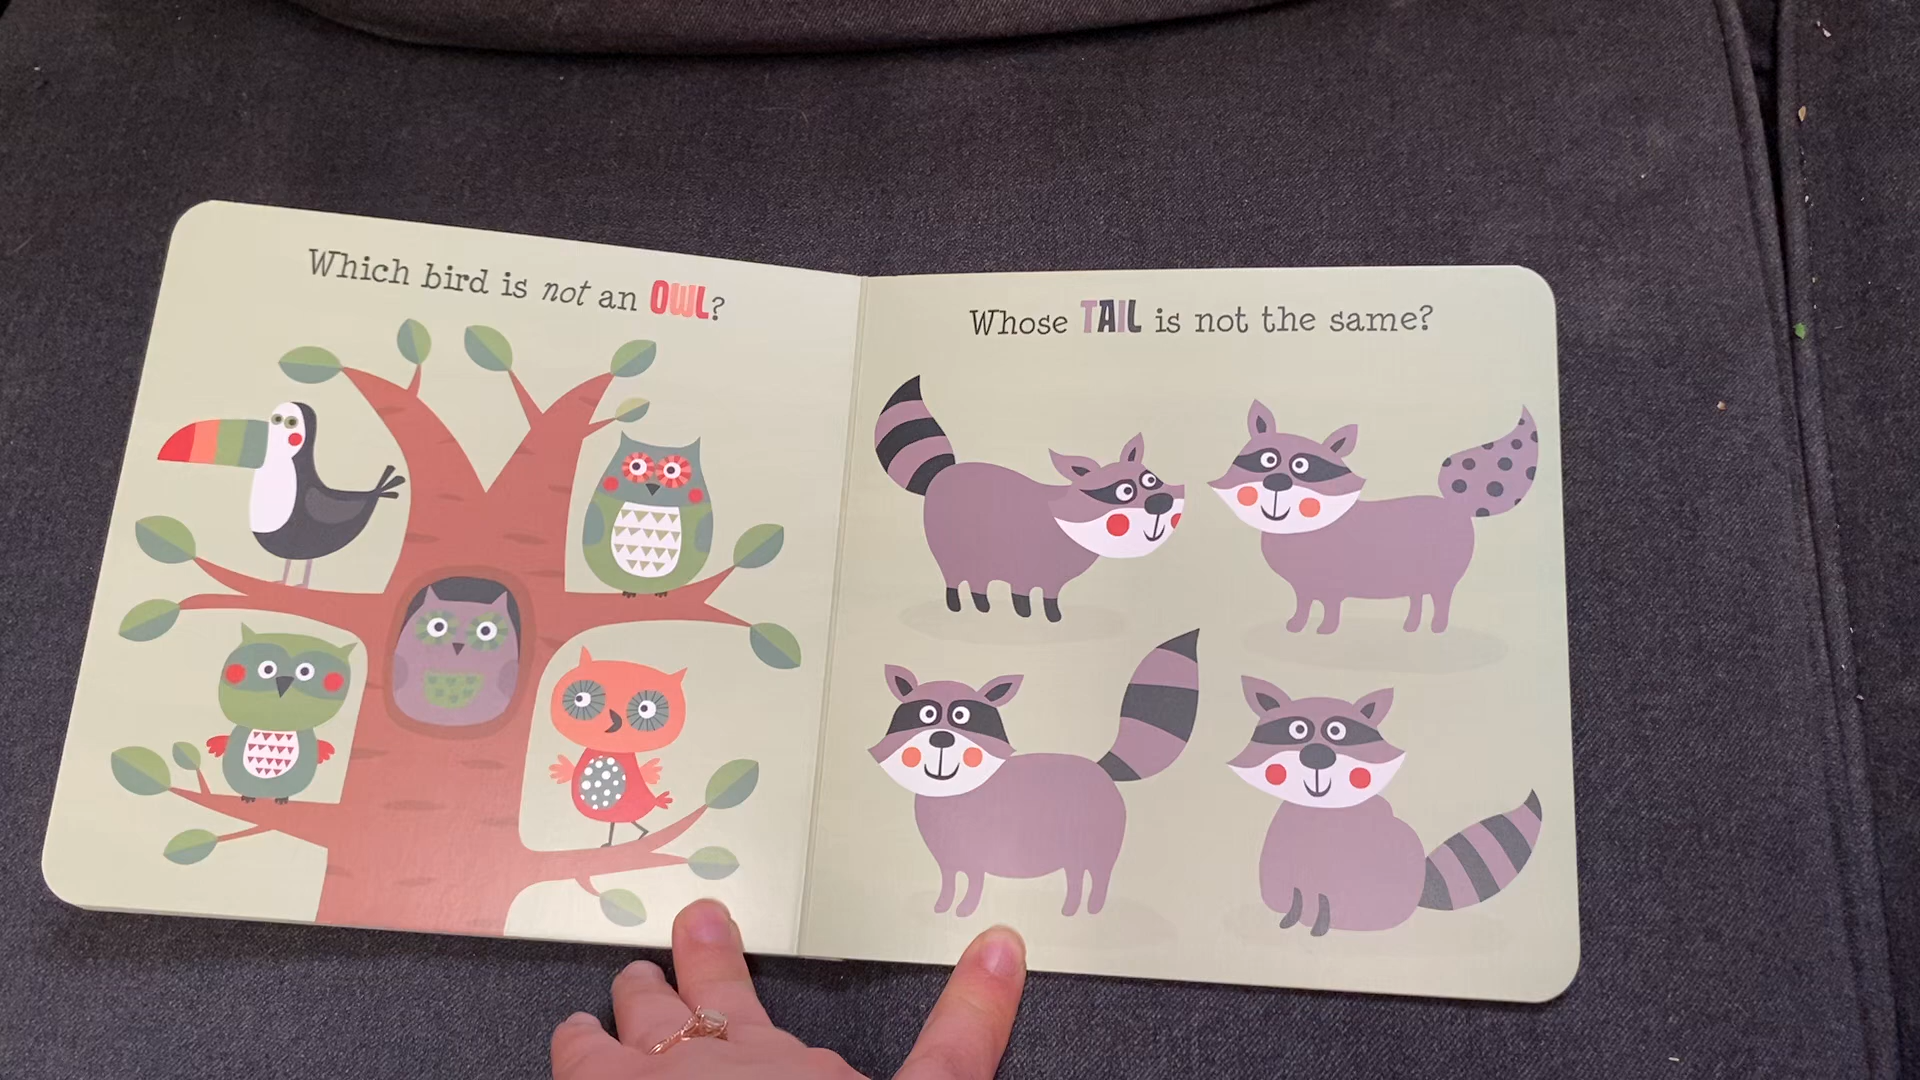 Which bird is not an OWL?
Whose TAIL is not the same?